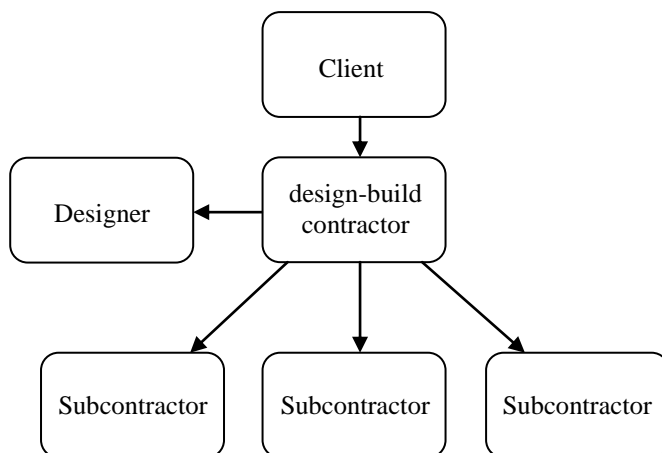 Client
Designer
design-build
contractor
Subcontractor
Subcontractor
Subcontractor